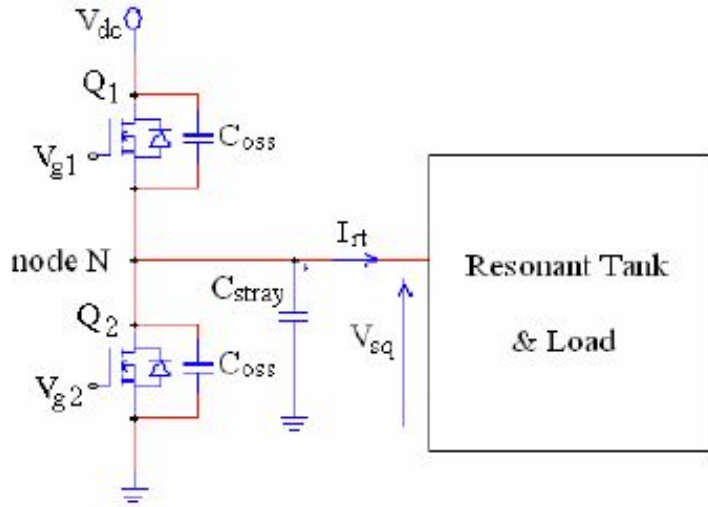 Vdc
Q1
Coss
Vg1
Irt
node N
Resonant Tank
Cstray
Q2
Vsq
& Load
Coss
Vg2